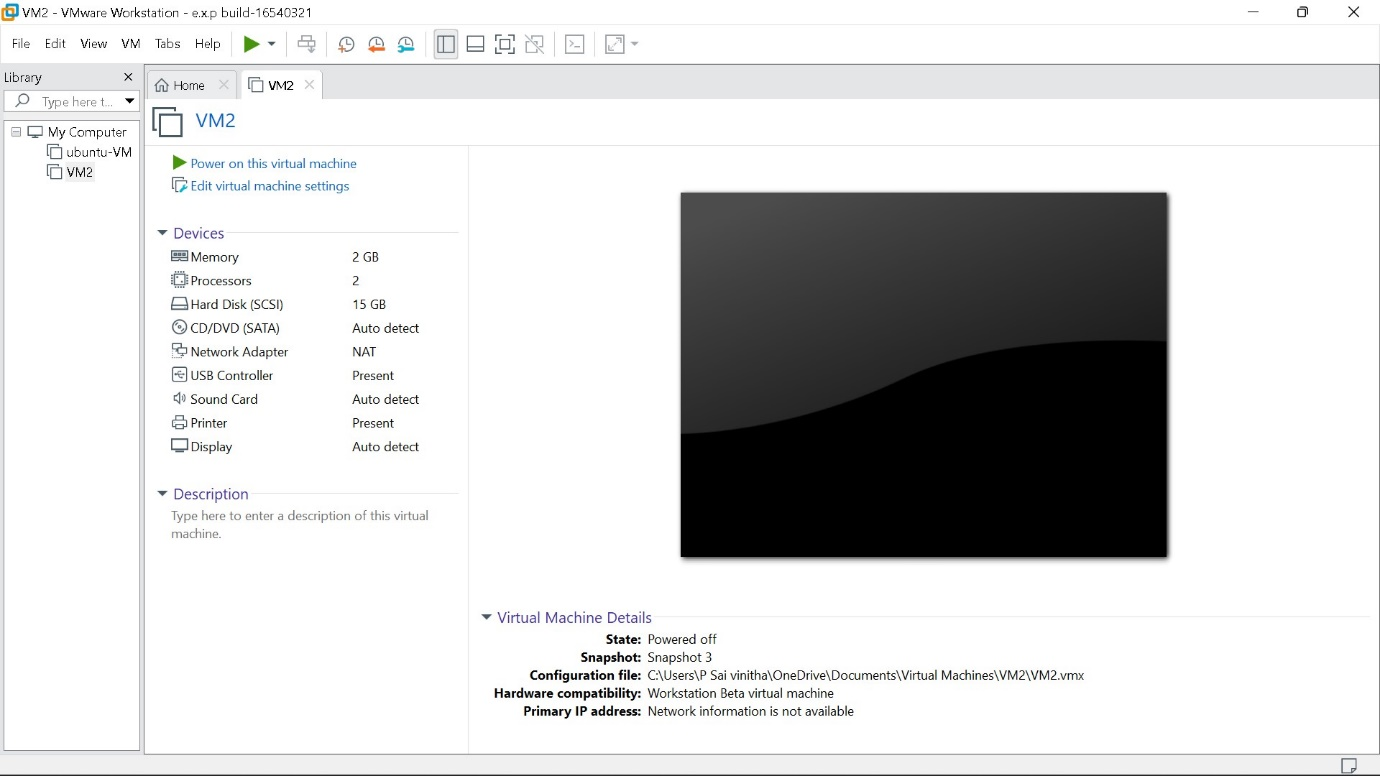 VM2 - VMware Workstation - e.x.p build-16540321
File Edit View VM Tabs Help
Library
Type here t...
My Computer
ubuntu-VM
VM2
Home
VM2
VM2
Power on this virtual machine
Edit virtual machine settings
Devices
Memory 2 GB
Processors 2
Hard Disk (SCSI) 15 GB
CD/DVD (SATA) Auto detect
Network Adapter NAT
USB Controller Present
Sound Card Auto detect
Printer Present
Display Auto detect
Description
Type here to enter a description of this virtual
machine.
Virtual Machine Details
State: Powered off
Snapshot: Snapshot 3
Configuration file: C:\Users\P Sai vinitha\OneDrive\Documents\Virtual Machines\VM2\VM2.vmx
Hardware compatibility: Workstation Beta virtual machine
Primary IP address: Network information is not available